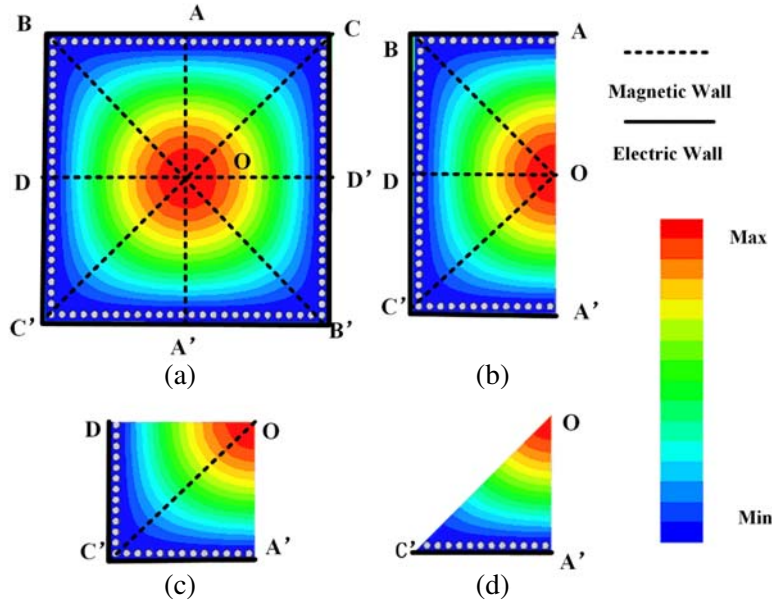 B A C
D O D'
C' A' B'
(a)
B A
D O
C' A'
(b)
Magnetic Wall
Electric Wall
Max
Min
D O
C' A'
(c)
O
C' A'
(d)